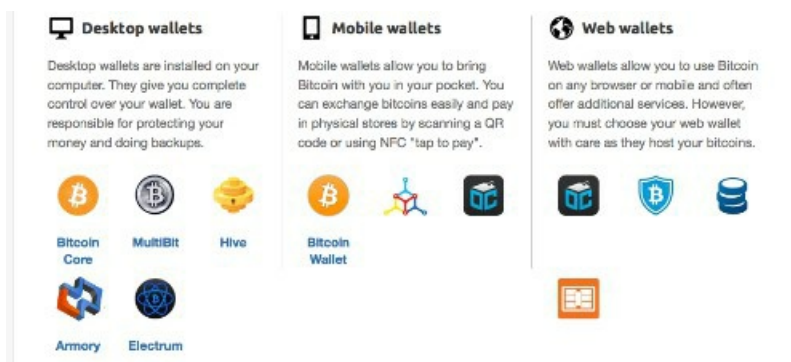 Desktop wallets
Desktop wallets are installed on your
computer. They give you complete
control over your wallet. You are
responsible for protecting your
money and doing backups.
Bitcoin
Core
MultiBit
Hive
Armory
Electrum
Mobile wallets
Mobile wallets allow you to bring
Bitcoin with you in your pocket. You
can exchange bitcoins easily and pay
in physical stores by scanning a QR
code or using NFC "tap to pay".
Bitcoin
Wallet
Web wallets
Web wallets allow you to use Bitcoin
on any browser or mobile and often
offer additional services. However,
you must choose your web wallet
with care as they host your bitcoins.